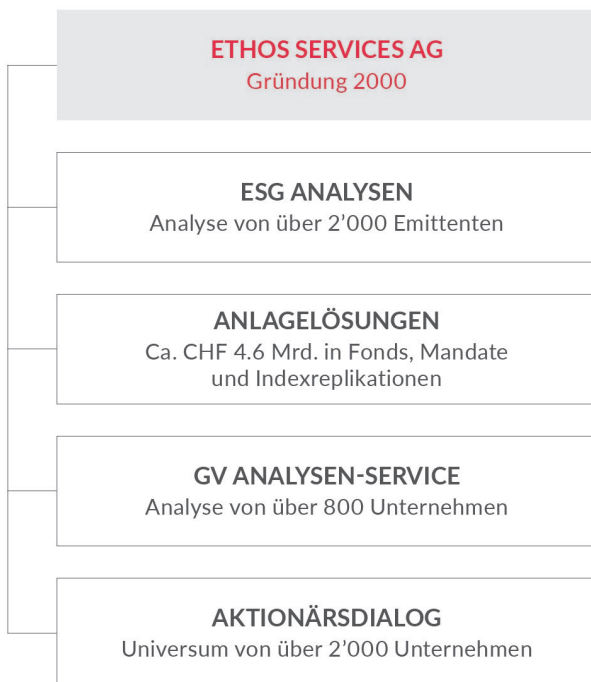 ETHOS SERVICES AG
Gründung 2000
ESG ANALYSEN
Analyse von über 2’000 Emittenten
ANLAGELÖSUNGEN
Ca. CHF 4.6 Mrd. in Fonds, Mandate
und Indexreplikationen
GV ANALYSEN-SERVICE
Analyse von über 800 Unternehmen
AKTIONÄRSDIALOG
Universum von über 2’000 Unternehmen